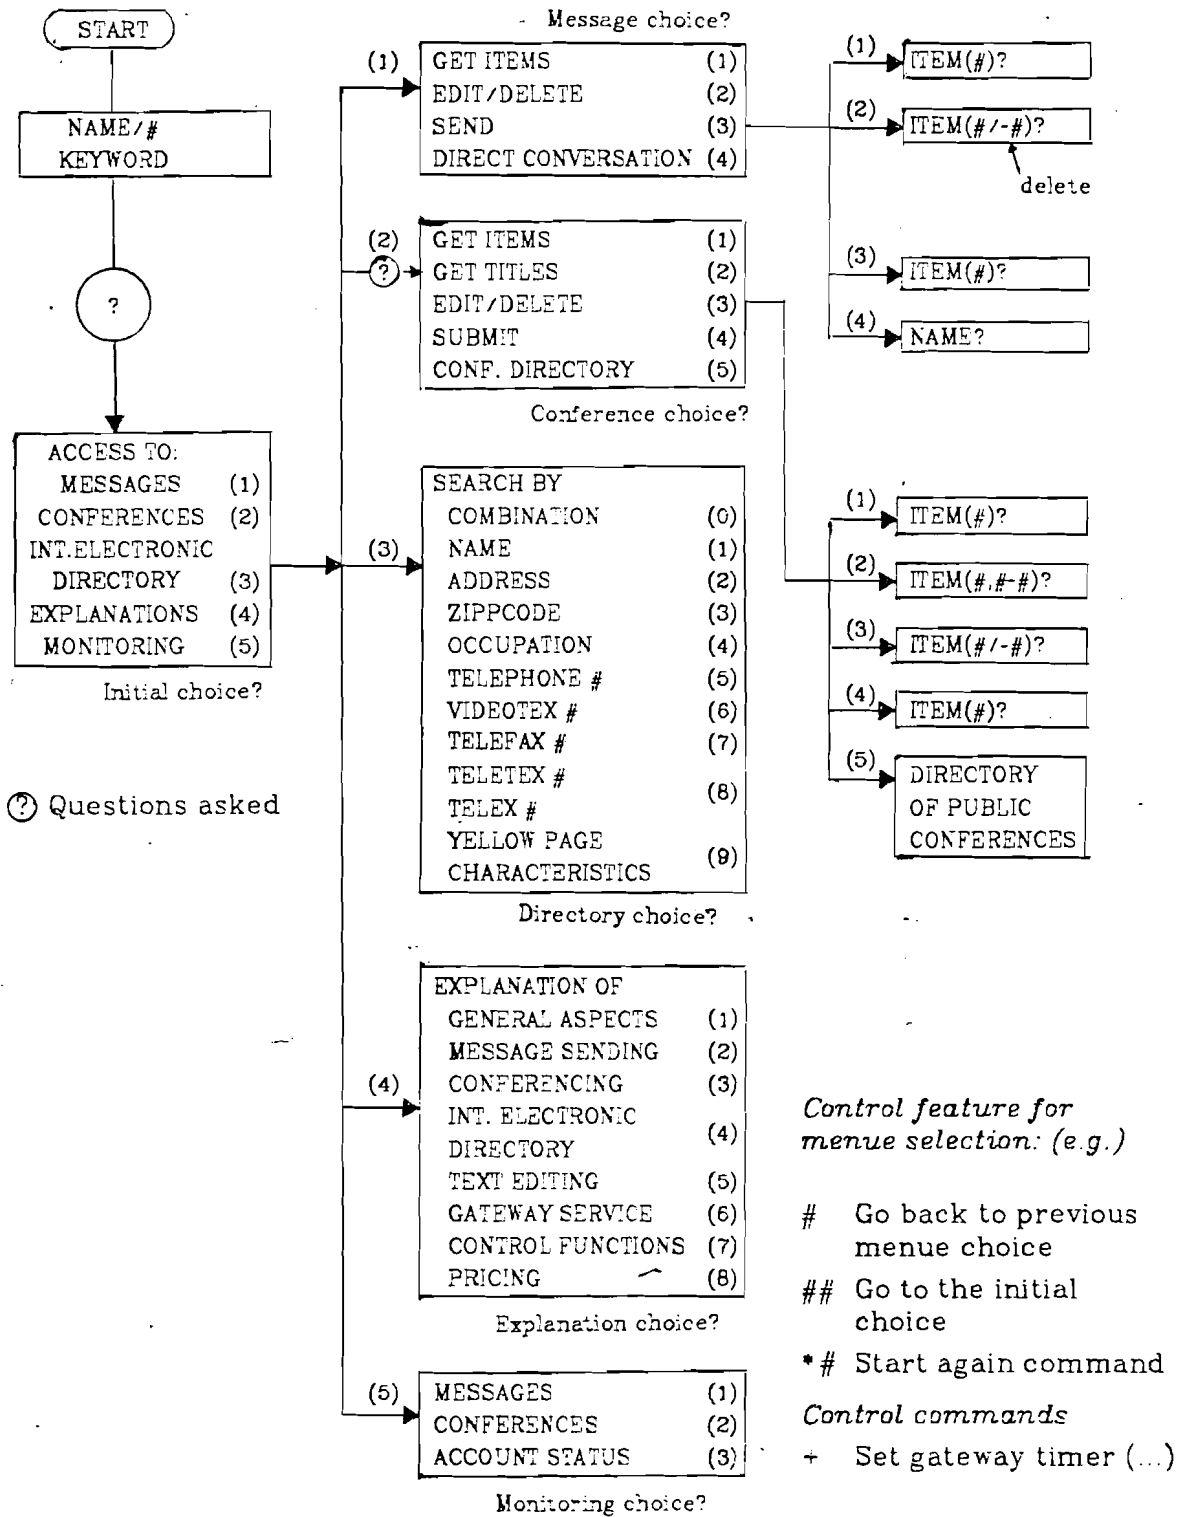 START
NAME/#
KEYWORD
?
ACCESS TO:
MESSAGES (1)
CONFERENCES (2)
INT.ELECTRONIC
DIRECTORY (3)
EXPLANATIONS (4)
MONITORING (5)
Initial choice?
? Questions asked
Message choice?
(1)
GET ITEMS (1)
EDIT/DELETE (2)
SEND (3)
DIRECT CONVERSATION (4)
(2)
?
GET ITEMS (1)
GET TITLES (2)
EDIT/DELETE (3)
SUBMIT (4)
CONF. DIRECTORY (5)
Conference choice?
(3)
SEARCH BY
COMBINATION (0)
NAME (1)
ADDRESS (2)
ZIPPCODE (3)
OCCUPATION (4)
TELEPHONE # (5)
VIDEOTEX # (6)
TELEFAX # (7)
TELETEX #
TELEX # (8)
YELLOW PAGE
CHARACTERISTICS (9)
Directory choice?
(4)
EXPLANATION OF
GENERAL ASPECTS (1)
MESSAGE SENDING (2)
CONFERENCING (3)
INT. ELECTRONIC
DIRECTORY (4)
TEXT EDITING (5)
GATEWAY SERVICE (6)
CONTROL FUNCTIONS (7)
PRICING (8)
Explanation choice?
(5)
MESSAGES (1)
CONFERENCES (2)
ACCOUNT STATUS (3)
Monitoring choice?
(1) ITEM(#)?
(2) ITEM(#/-#)?
delete
(3) ITEM(#)?
(4) NAME?
(1) ITEM(#)?
(2) ITEM(#,#-#)?
(3) ITEM(#/-#)?
(4) ITEM(#)?
(5) DIRECTORY
OF PUBLIC
CONFERENCES
Control feature for
menue selection: (e.g.)
# Go back to previous
menue choice
## Go to the initial
choice
*# Start again command
Control commands
+ Set gateway timer (...)